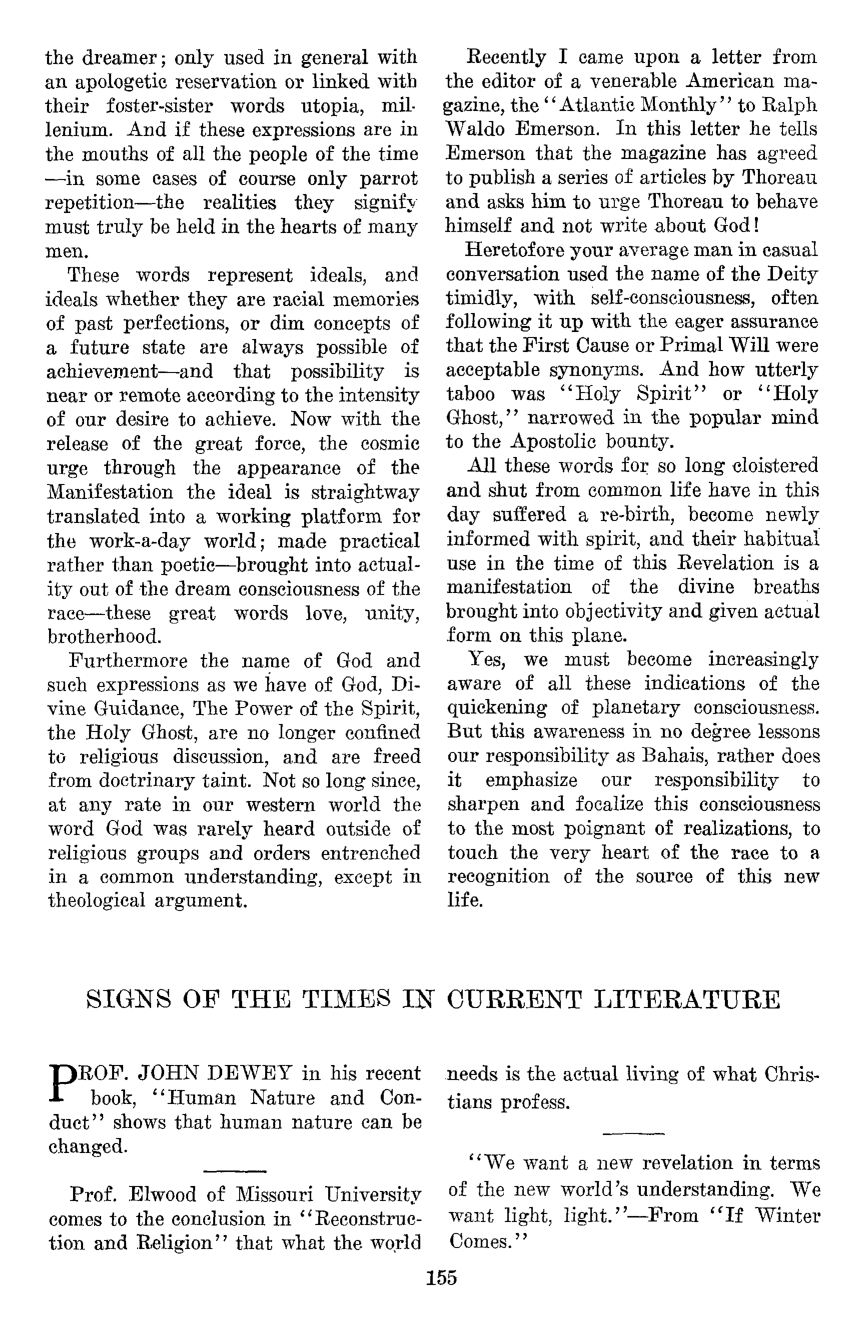 the dreamer; only used in general with
an apologetic reservation or linked with
their foster-sister words utopia, mil-
lenium. And if these expressions are in
the mouths of all the people of the time
—in some cases of course only parrot
repetition—the realities they signify
must truly be held in the hearts of many
men.
These words represent ideals, and
ideals whether they are racial memories
of past perfections, or dim concepts of
a future state are always possible of
achievement—and that possibility is
near or remote according to the intensity
of our desire to achieve. Now with the
release of the great force, the cosmic
urge through the appearance of the
Manifestation the ideal is straightway
translated into a working platform for
the work-a-day world; made practical
rather than poetic—brought into actual-
ity out of the dream consciousness of the
race—these great words love, unity,
brotherhood.
Furthermore the name of God and
such expressions as we have of God, Di-
vine Guidance, The Power of the Spirit,
the Holy Ghost, are no longer confined
to religious discussion, and are freed
from doctrinary taint. Not so long since,
at any rate in our western world the
word God was rarely heard outside of
religious groups and orders entrenched
in a common understanding, except in
theological argument.
Recently I came upon a letter from
the editor of a venerable American ma-
gazine, the "Atlantic Monthly" to Ralph
Waldo Emerson. In this letter he tells
Emerson that the magazine has agreed
to publish a series of articles by Thoreau
and asks him to urge Thoreau to behave
himself and not write about God!
Heretofore your average man in casual
conversation used the name of the Deity
timidly, with self-consciousness, often
following it up with the eager assurance
that the First Cause or Primal Will were
acceptable synonyms. And how utterly
taboo was "Holy Spirit" or "Holy
Ghost," narrowed in the popular mind
to the Apostolic bounty.
All these words for so long cloistered
and shut from common life have in this
day suffered a re-birth, become newly
informed with spirit, and their habitual
use in the time of this Revelation is a
manifestation of the divine breaths
brought into objectivity and given actual
form on this plane.
Yes, we must become increasingly
aware of all these indications of the
quickening of planetary consciousness.
But this awareness in no degree lessons
our responsibility as Bahais, rather does
it emphasize our responsibility to
sharpen and focalize this consciousness
to the most poignant of realizations, to
touch the very heart of the race to a
recognition of the source of this new
life.
SIGNS OF THE TIMES IN CURRENT LITERATURE
PROF. JOHN DEWEY in his recent
book, "Human Nature and Con-
duct" shows that human nature can be
changed.
Prof. Elwood of Missouri University
comes to the conclusion in "Reconstruc-
tion and Religion" that what the world
needs is the actual living of what Chris-
tians profess.
"We want a new revelation in terms
of the new world's understanding. We
want light, light."—From "If Winter
Comes."
155